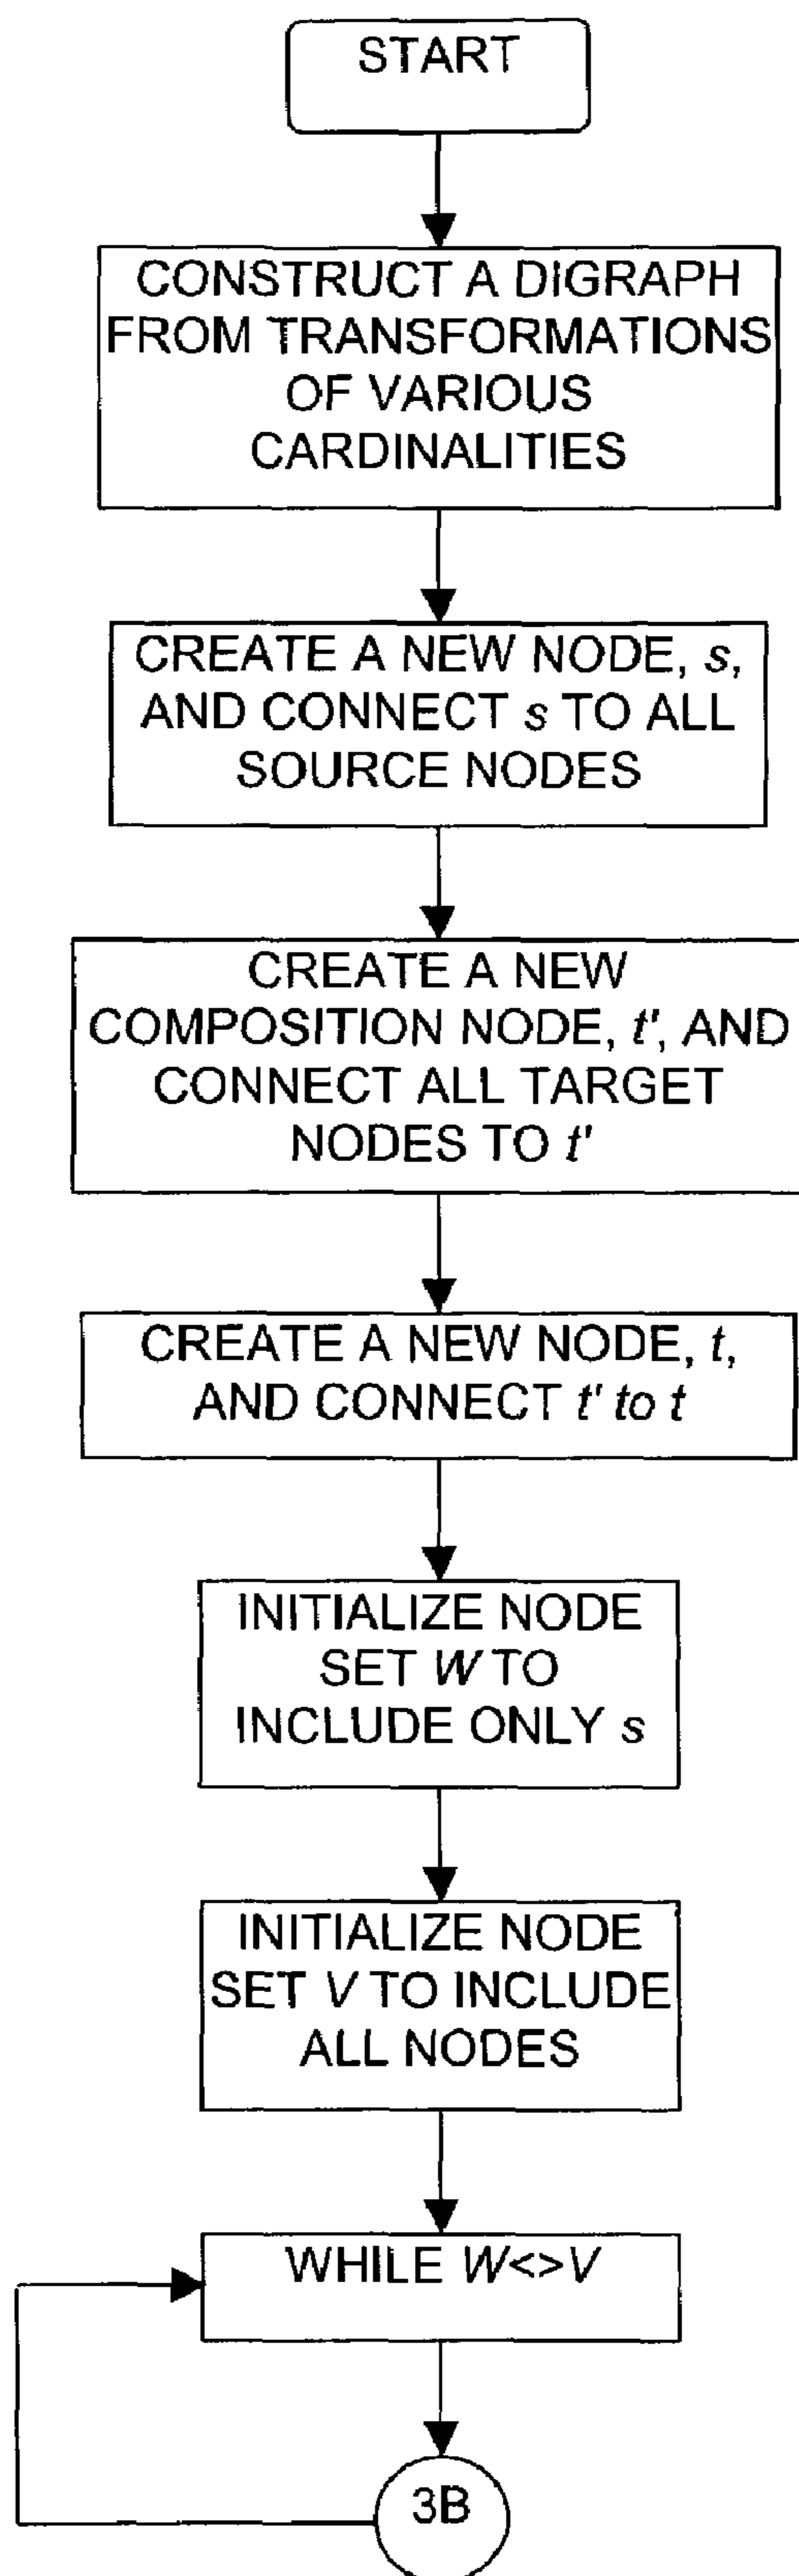 START
CONSTRUCT A DIGRAPH
FROM TRANSFORMATIONS
OF VARIOUS
CARDINALITIES
CREATE A NEW NODE, s,
AND CONNECT s TO ALL
SOURCE NODES
CREATE A NEW
COMPOSITION NODE, t', AND
CONNECT ALL TARGET
NODES TO t'
CREATE A NEW NODE, t,
AND CONNECT t' to t
INITIALIZE NODE
SET W TO
INCLUDE ONLY s
INITIALIZE NODE
SET V TO INCLUDE
ALL NODES
WHILE W<>V
3B